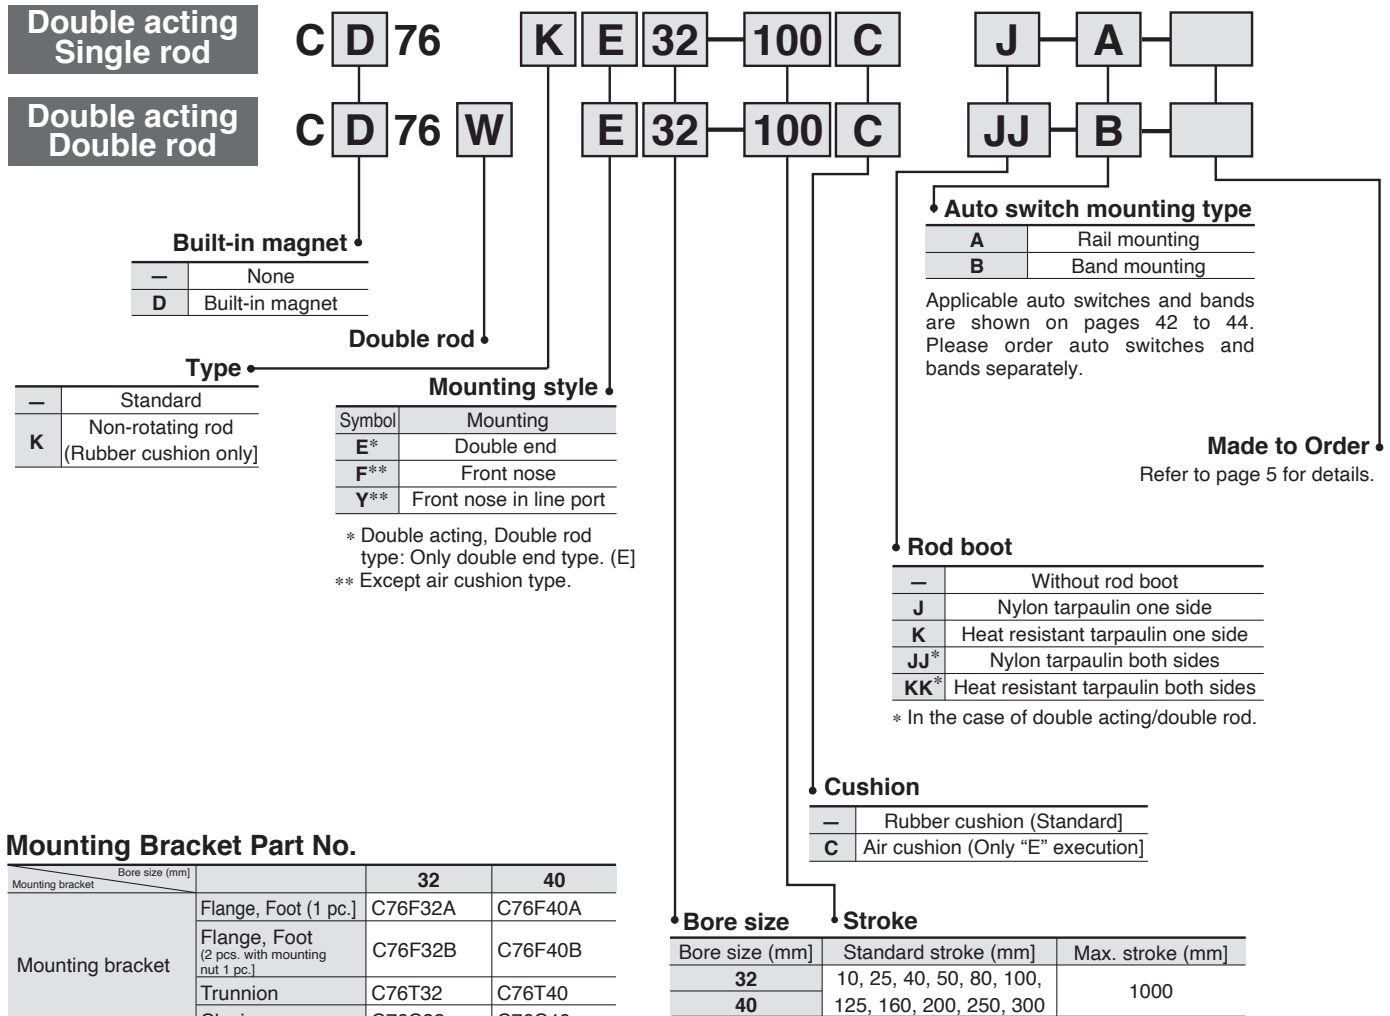 Double acting
Single rod
C D 76 K E 32 — 100 C J — A —
Double acting
Double rod
C D 76 W E 32 — 100 C JJ — B —
Built-in magnet
— None
D Built-in magnet
Double rod
Type
— Standard
K Non-rotating rod
(Rubber cushion only]
Mounting style
Symbol Mounting
E* Double end
F** Front nose
Y** Front nose in line port
* Double acting, Double rod
type: Only double end type. (E]
** Except air cushion type.
Auto switch mounting type
A Rail mounting
B Band mounting
Applicable auto switches and bands
are shown on pages 42 to 44.
Please order auto switches and
bands separately.
Made to Order
Refer to page 5 for details.
Rod boot
— Without rod boot
J Nylon tarpaulin one side
K Heat resistant tarpaulin one side
JJ* Nylon tarpaulin both sides
KK* Heat resistant tarpaulin both sides
* In the case of double acting/double rod.
Cushion
— Rubber cushion (Standard]
C Air cushion (Only “E” execution]
Mounting Bracket Part No.
Bore size (mm]
Mounting bracket
32 40
Mounting bracket
Flange, Foot (1 pc.] C76F32A C76F40A
Flange, Foot
(2 pcs. with mounting
nut 1 pc.]
C76F32B C76F40B
Trunnion C76T32 C76T40
Bore size
Stroke
Bore size (mm] Standard stroke (mm] Max. stroke (mm]
32 10, 25, 40, 50, 80, 100,
40 125, 160, 200, 250, 300
1000